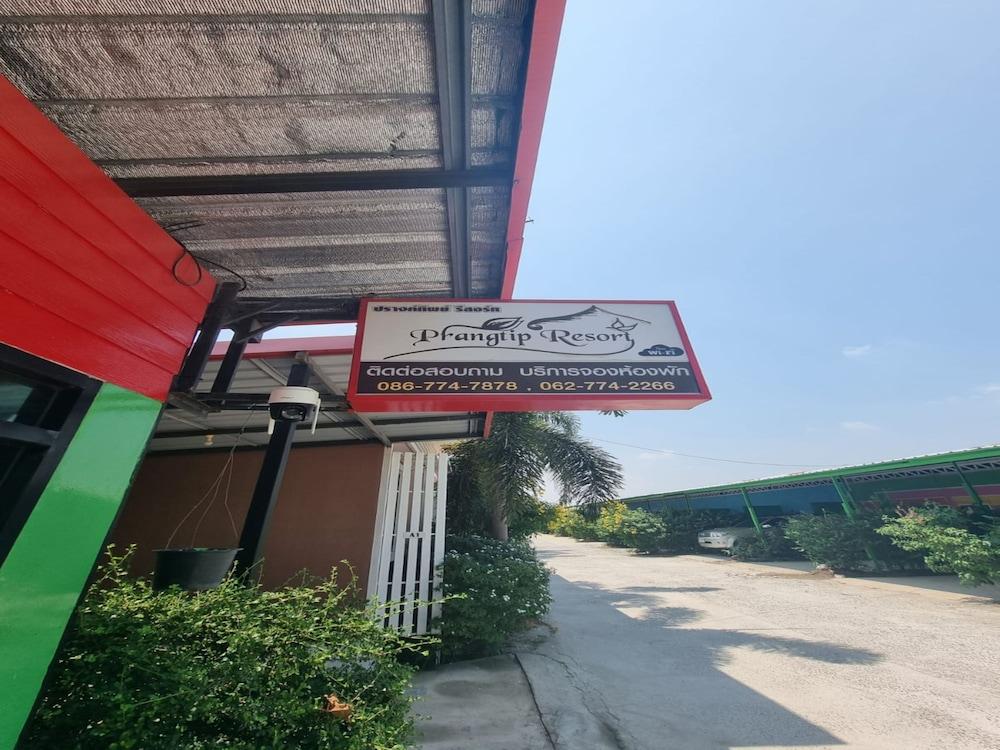 ปรางค์ทิพย์ รีสอร์ท
Prangtip Resort
Wi-Fi
ติดต่อสอบถาม บริการจองห้องพัก
086-774-7878 , 062-774-2266
A1